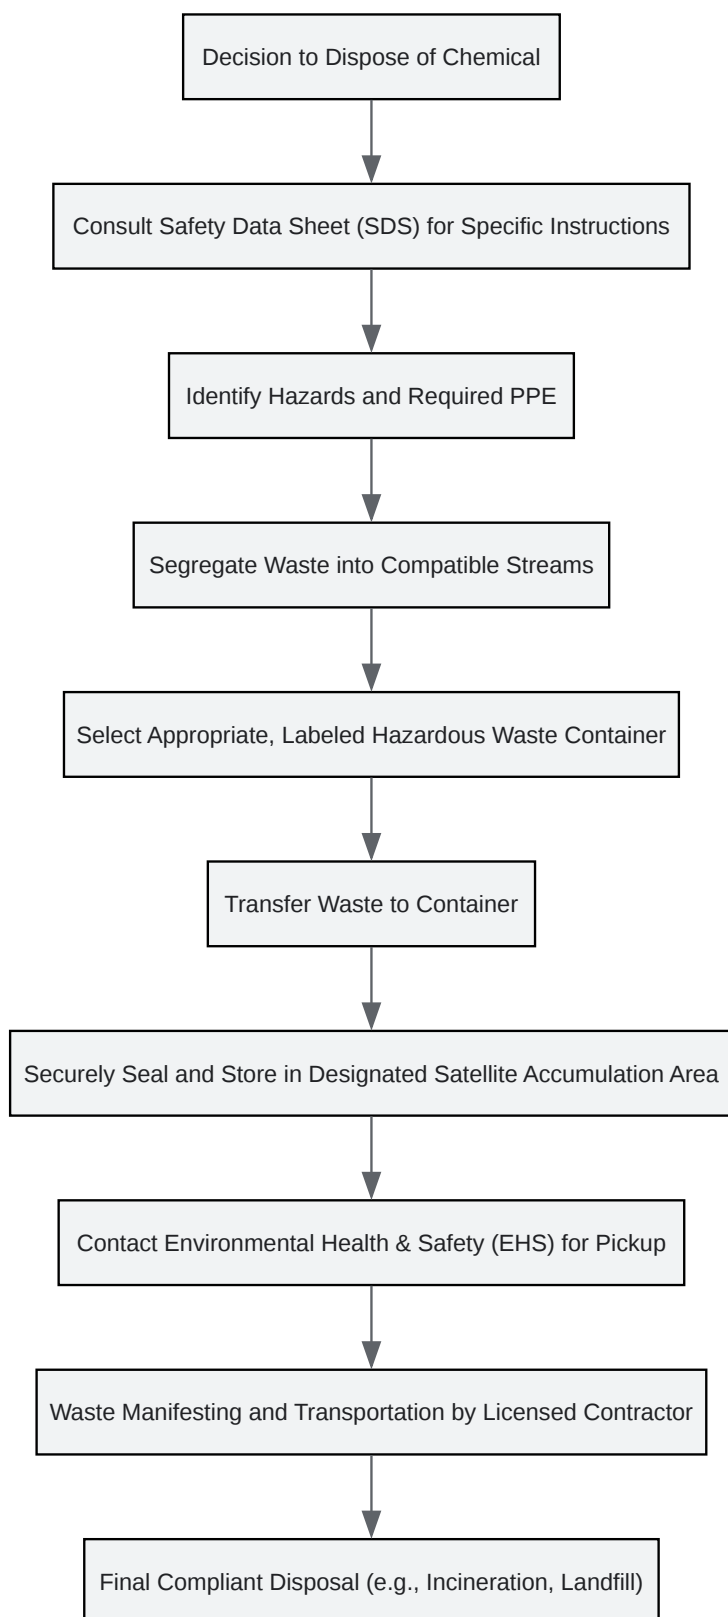 Decision to Dispose of Chemical
Consult Safety Data Sheet (SDS) for Specific Instructions
Identify Hazards and Required PPE
Segregate Waste into Compatible Streams
Select Appropriate, Labeled Hazardous Waste Container
Transfer Waste to Container
Securely Seal and Store in Designated Satellite Accumulation Area
Contact Environmental Health & Safety (EHS) for Pickup
Waste Manifesting and Transportation by Licensed Contractor
Final Compliant Disposal (e.g., Incineration, Landfill)